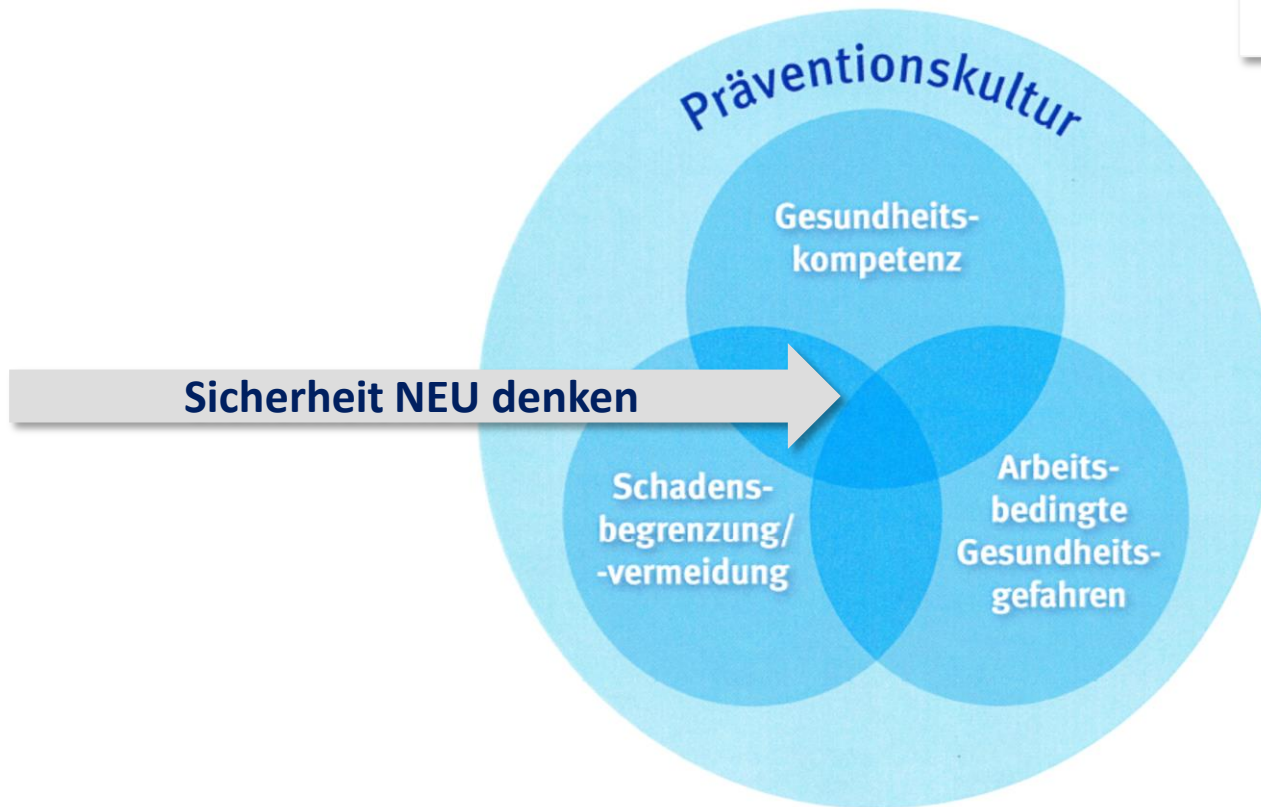 Präventionskultur
Gesundheits-
kompetenz
Sicherheit NEU denken
Schadens-
begrenzung/
-vermeidung
Arbeits-
bedingte
Gesundheits-
gefahren